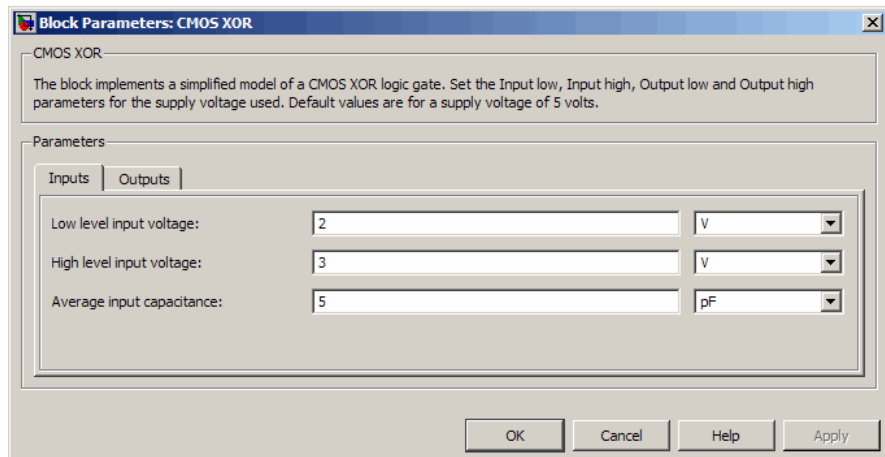 Block Parameters: CMOS XOR
CMOS XOR
The block implements a simplified model of a CMOS XOR logic gate. Set the Input low, Input high, Output low and Output high
parameters for the supply voltage used. Default values are for a supply voltage of 5 volts.
Parameters
Inputs Outputs
Low level input voltage: 2 V
High level input voltage: 3 V
Average input capacitance: 5 pF
OK Cancel Help Apply